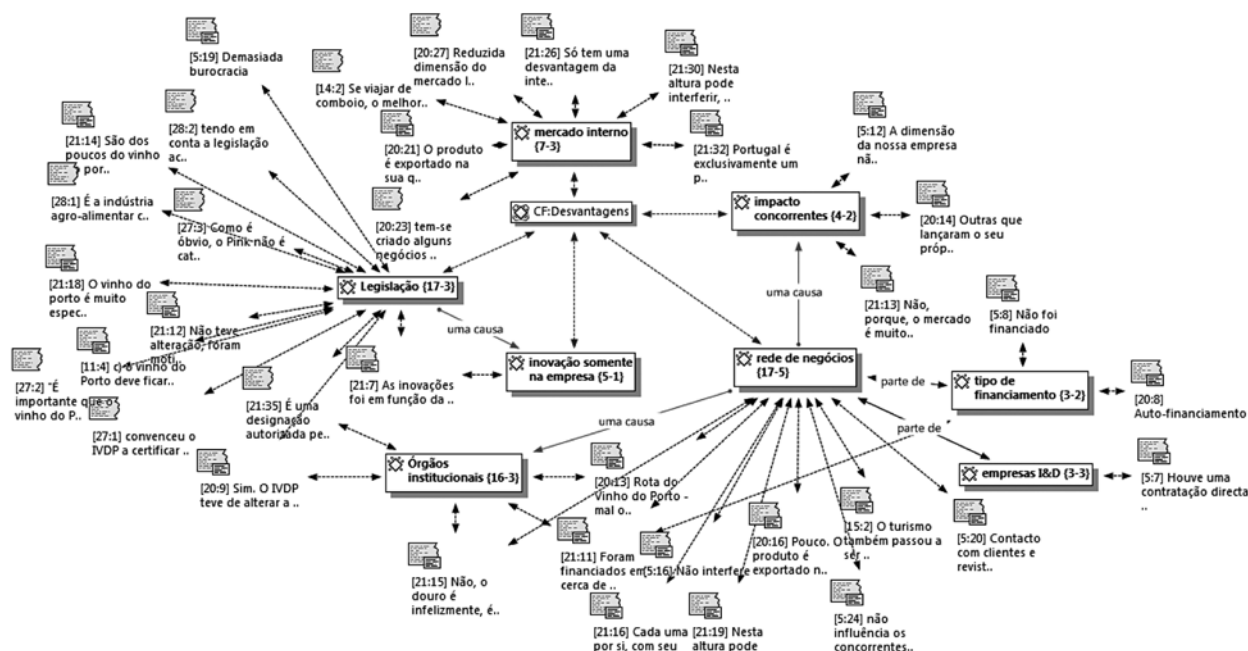 [5:19] Demasiada
burocracia
[20:27] Reduzida
dimensão do
mercado I..
[21:26] Só tem uma
desvantagem da
inte..
[21:30] Nesta
altura pode
interferir, ..
[14:2] Se viajar de
comboio, o melhor..
mercado interno
{7-3}
[5:12] A dimensão
da nossa empresa
nã..
[21:14] São dos
poucos do vinho
do por..
[28:2] tendo em
conta a legislação
ac..
[20:21] O produto
é exportado na
sua q..
[21:32] Portugal é
exclusivamente um
p..
[28:1] É a indústria
agro-alimentar c..
[27:3] Como é
óbvio, o Pink não é
cat..
[20:23] tem-se
criado alguns
negócios ..
CF:Desvantagens
impacto
concorrentes {4-2}
[20:14] Outras que
lançaram o seu
próp..
[21:18] O vinho do
porto é muito
espec..
Legislação {17-3}
uma causa
uma causa
[21:13] Não,
porque, o mercado
é muito..
[5:8] Não foi
financiado
[21:12] Não teve
alteração, foram
moti..
[11:4] c) o vinho do
Porto deve ficar..
[27:2] "É
importante que o
vinho do P..
[21:7] As inovações
foi em função da ..
inovação somente
na empresa {5-1}
rede de negócios
{17-5}
parte de
tipo de
financiamento {3-2}
[20:8]
Auto-financiamento
[27:1] convenceu o
IVDP a certificar ..
[21:35] É uma
designação
autorizada pe..
uma causa
parte de
[20:9] Sim. O IVDP
teve de alterar a ..
Órgãos
institucionais {16-3}
[20:13] Rota do
Vinho do Porto -
mal o..
empresas I&D {3-3}
[5:7] Houve uma
contratação directa
..
[21:15] Não, o
douro é
infelizmente, é..
[21:11] Foram
financiados em
cerca de ..
[5:16] Não interfere
[20:16] Pouco. O
produto é
exportado n..
[15:2] O turismo
também passou a
ser ..
[5:20] Contacto
com clientes e
revist..
[21:16] Cada uma
por si, com seu
[21:19] Nesta
altura pode
[5:24] não
influência os
concorrentes..